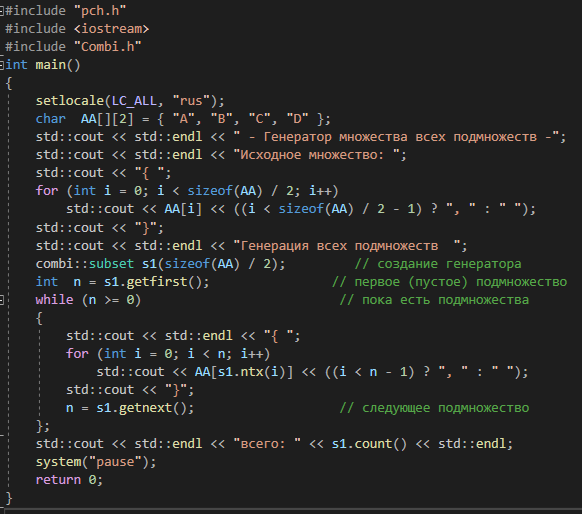 #include "pch.h"
#include <iostream>
#include "Combi.h"
int main()
{
setlocale(LC_ALL, "rus");
char  AA[][2] = { "A", "B", "C", "D" };
std::cout << std::endl << " - Генератор множества всех подмножеств -";
std::cout << std::endl << "Исходное множество: ";
std::cout << "{ ";
for (int i = 0; i < sizeof(AA) / 2; i++)
std::cout << AA[i] << ((i < sizeof(AA) / 2 - 1) ? ", " : " ");
std::cout << "}";
std::cout << std::endl << "Генерация всех подмножеств  ";
combi::subset s1(sizeof(AA) / 2);         // создание генератора
int  n = s1.getfirst();                // первое (пустое) подмножество
while (n >= 0)                          // пока есть подмножества
{
std::cout << std::endl << "{ ";
for (int i = 0; i < n; i++)
std::cout << AA[s1.ntx(i)] << ((i < n - 1) ? ", " : " ");
std::cout << "}";
n = s1.getnext();                   // следующее подмножество
};
std::cout << std::endl << "всего: " << s1.count() << std::endl;
system("pause");
return 0;
}